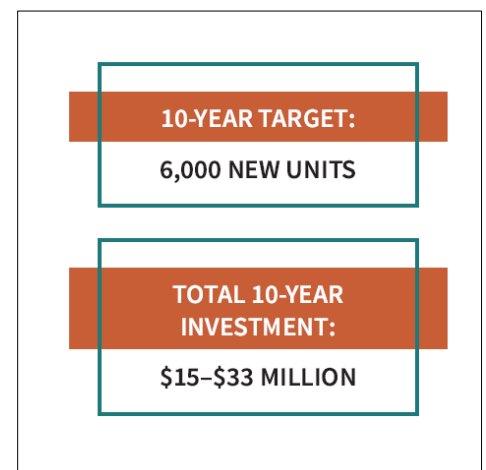 10-YEAR TARGET:
6,000 NEW UNITS
TOTAL 10-YEAR
INVESTMENT:
$15–$33 MILLION